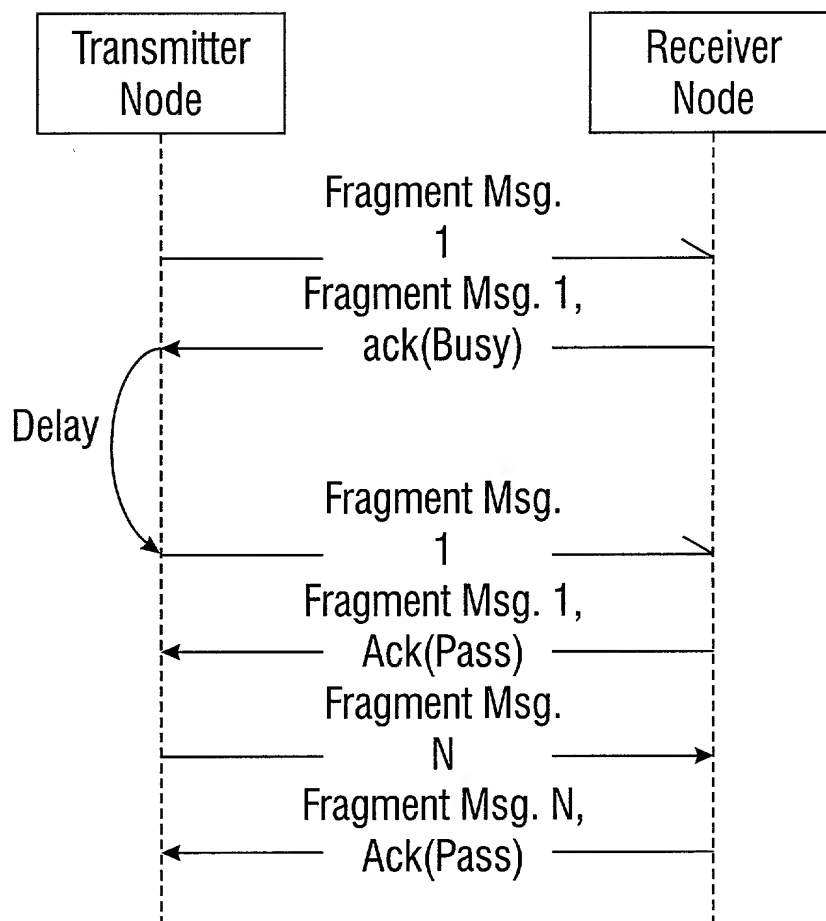 Transmitter
Node
Receiver
Node
Fragment Msg.
1
Fragment Msg. 1,
ack(Busy)
Delay
Fragment Msg.
1
Fragment Msg. 1,
Ack(Pass)
Fragment Msg.
N
Fragment Msg. N,
Ack(Pass)